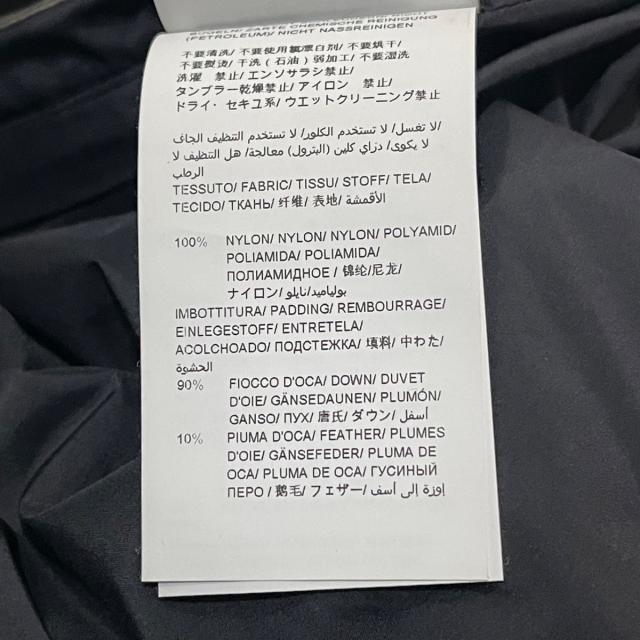 BÜGELN/ ZARTE CHEMISCHE REINIGUNG
(PETROLEUM)/ NICHT NASSREINIGEN
不要清洗/ 不要使用氯漂白剂/ 不要烘干/
不要熨烫/ 干洗 ( 石油 ) 弱加工/ 不要湿洗
洗濯 禁止/ エンソサラシ禁止/
タンブラー乾燥禁止/ アイロン 禁止/
ドライ・セキユ系/ ウエットクリーニング禁止
لا تغسل/ لا تستخدم الكلور/ لا تستخدم التنظيف الجاف/
لا يكوى/ دراي كلين (البترول) معالجة/ هل التنظيف لا
الرطب
TESSUTO/ FABRIC/ TISSU/ STOFF/ TELA/
TECIDO/ ТКАНЬ/ 纤维/ 表地/ الأقمشة
100% NYLON/ NYLON/ NYLON/ POLYAMID/
POLIAMIDA/ POLIAMIDA/
ПОЛИАМИДНОЕ / 锦纶/尼龙/
ナイロン/ بولياميد/نايلو
IMBOTTITURA/ PADDING/ REMBOURRAGE/
EINLEGESTOFF/ ENTRETELA/
ACOLCHOADO/ ПОДСТЕЖКА/ 填料/ 中わた/
الحشوة
90% FIOCCO D'OCA/ DOWN/ DUVET
D'OIE/ GÄNSEDAUNEN/ PLUMÓN/
GANSO/ ПУХ/ 唐氏/ ダウン/ أسفل
10% PIUMA D'OCA/ FEATHER/ PLUMES
D'OIE/ GÄNSEFEDER/ PLUMA DE
OCA/ PLUMA DE OCA/ ГУСИНЫЙ
ПЕРО / 鹅毛/ フェザー/ إوزة إلى أسف